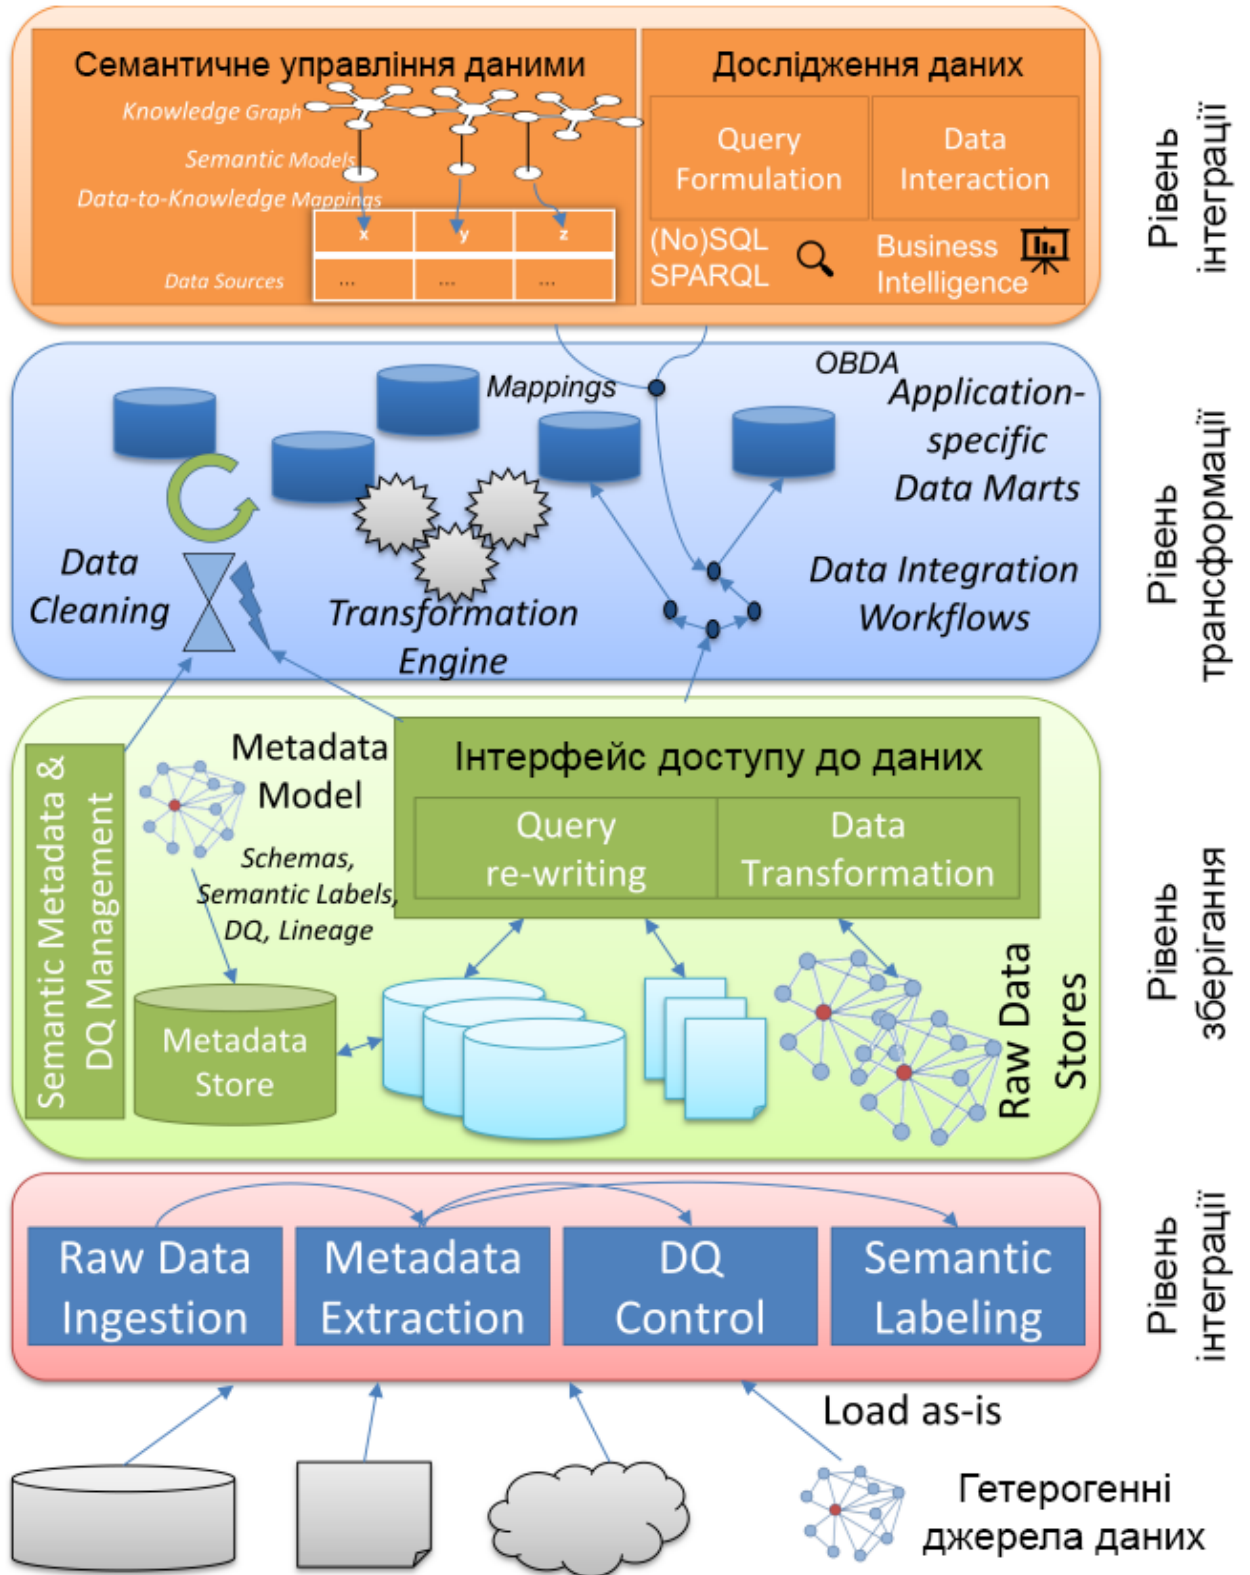 Семантичне управління даними
Knowledge Graph
Semantic Models
Data-to-Knowledge Mappings
x y z
Data Sources
... ... ...
Дослідження даних
Query
Formulation
Data
Interaction
(No)SQL
SPARQL
Business
Intelligence
Рівень
інтеграції
Mappings
OBDA
Application-
specific
Data Marts
Data
Cleaning
Transformation
Engine
Data Integration
Workflows
Рівень
трансформації
Semantic Metadata &
DQ Management
Metadata
Model
Schemas,
Semantic Labels,
DQ, Lineage
Metadata
Store
Інтерфейс доступу до даних
Query
re-writing
Data
Transformation
Raw Data
Stores
Рівень
зберігання
Raw Data
Ingestion
Metadata
Extraction
DQ
Control
Semantic
Labeling
Рівень
інтеграції
Load as-is
Гетерогенні
джерела даних